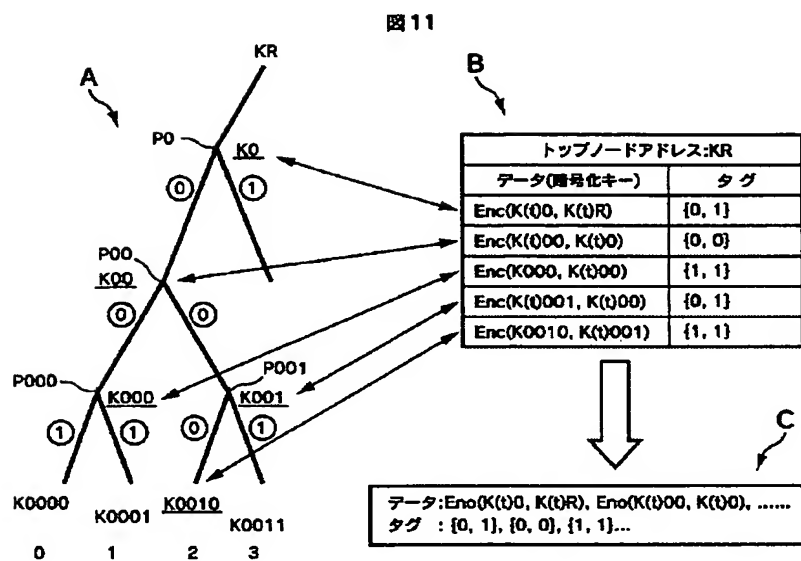 図11
KR
A
B
P0
K0
0
1
トップノードアドレス:KR
データ(暗号化キー)
タグ
Enc(K(t)0, K(t)R)
{0, 1}
Enc(K(t)00, K(t)0)
{0, 0}
Enc(K000, K(t)00)
{1, 1}
Enc(K(t)001, K(t)00)
{0, 1}
Enc(K0010, K(t)001)
{1, 1}
P00
K00
0
0
P000
K000
P001
K001
1
1
0
1
C
K0000
K0001
K0010
K0011
0 1 2 3
データ:Eno(K(t)0, K(t)R), Eno(K(t)00, K(t)0), ......
タグ : {0, 1}, {0, 0}, {1, 1}...